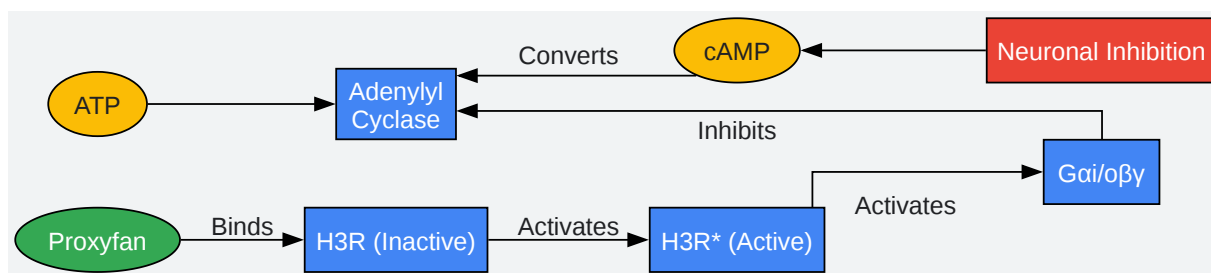 cAMP
Neuronal Inhibition
Converts
ATP
Adenylyl
Cyclase
Inhibits
Gαi/oβγ
Activates
Proxyfan
Binds
H3R (Inactive)
Activates
H3R* (Active)